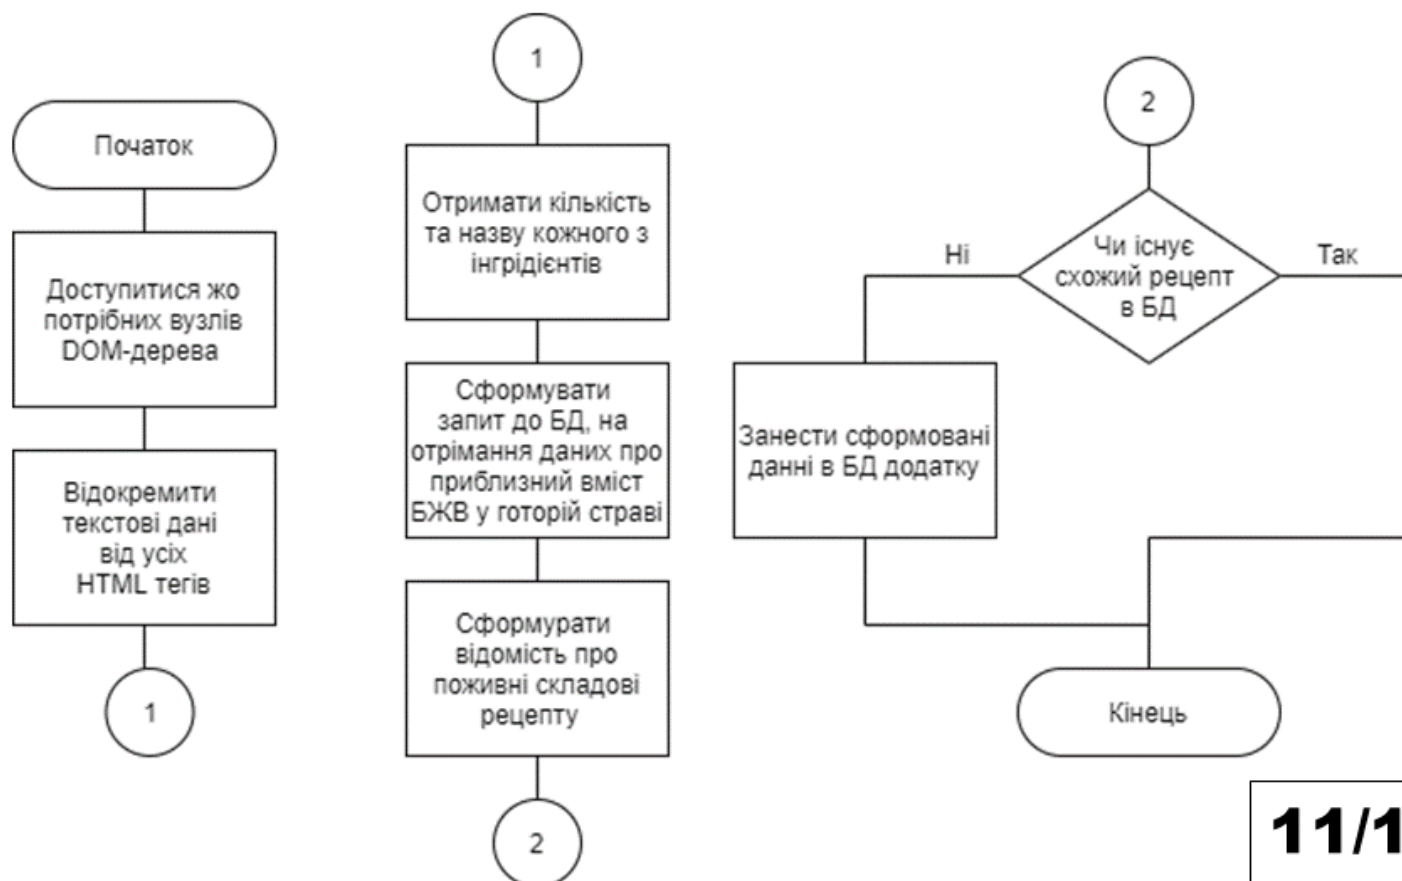 Початок
Доступитися жо
потрібних вузлів
DOM-дерева
Відокремити
текстові дані
від усіх
HTML тегів
1
1
Отримати кількість
та назву кожного з
інгрідієнтів
Сформувати
запит до БД, на
отрімання даних про
приблизний вміст
БЖВ у готорій страві
Сформурати
відомість про
поживні складові
рецепту
2
2
Чи існує
схожий рецепт
в БД
Ні
Так
Занести сформовані
данні в БД додатку
Кінець
11/1